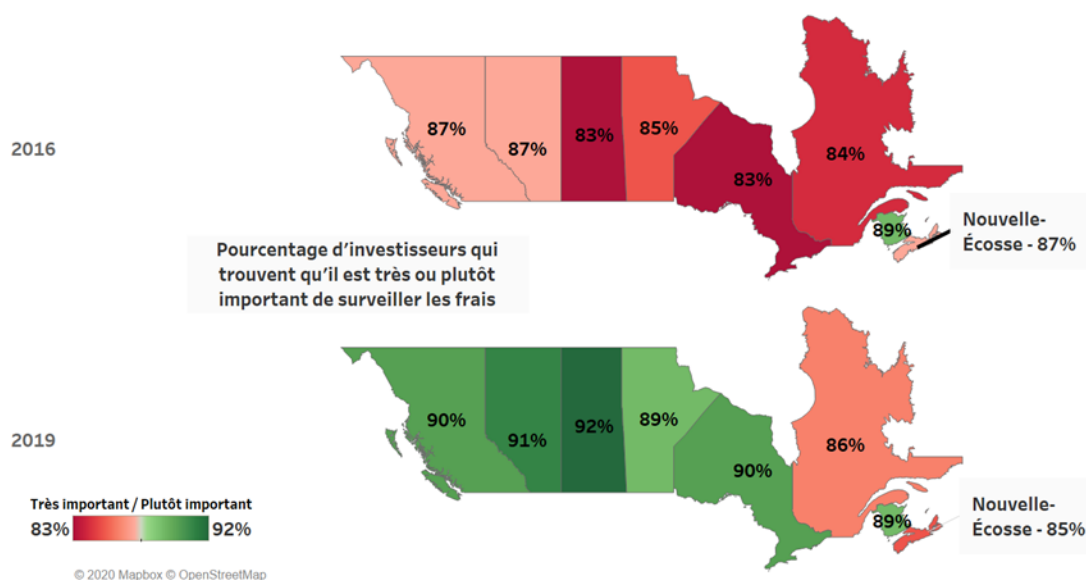 2016
87%
87%
83%
85%
83%
84%
89%
Nouvelle-
Écosse - 87%
Pourcentage d’investisseurs qui
trouvent qu’il est très ou plutôt
important de surveiller les frais
2019
90%
91%
92%
89%
90%
86%
89%
Nouvelle-
Écosse - 85%
Très important / Plutôt important
83% 92%
© 2020 Mapbox © OpenStreetMap